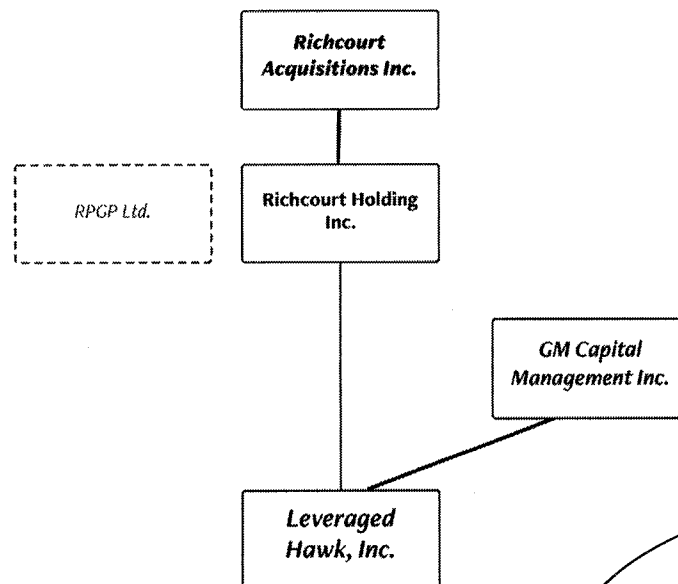 Richcourt
Acquisitions Inc.
RPGP Ltd.
Richcourt Holding
Inc.
GM Capital
Management Inc.
Leveraged
Hawk, Inc.